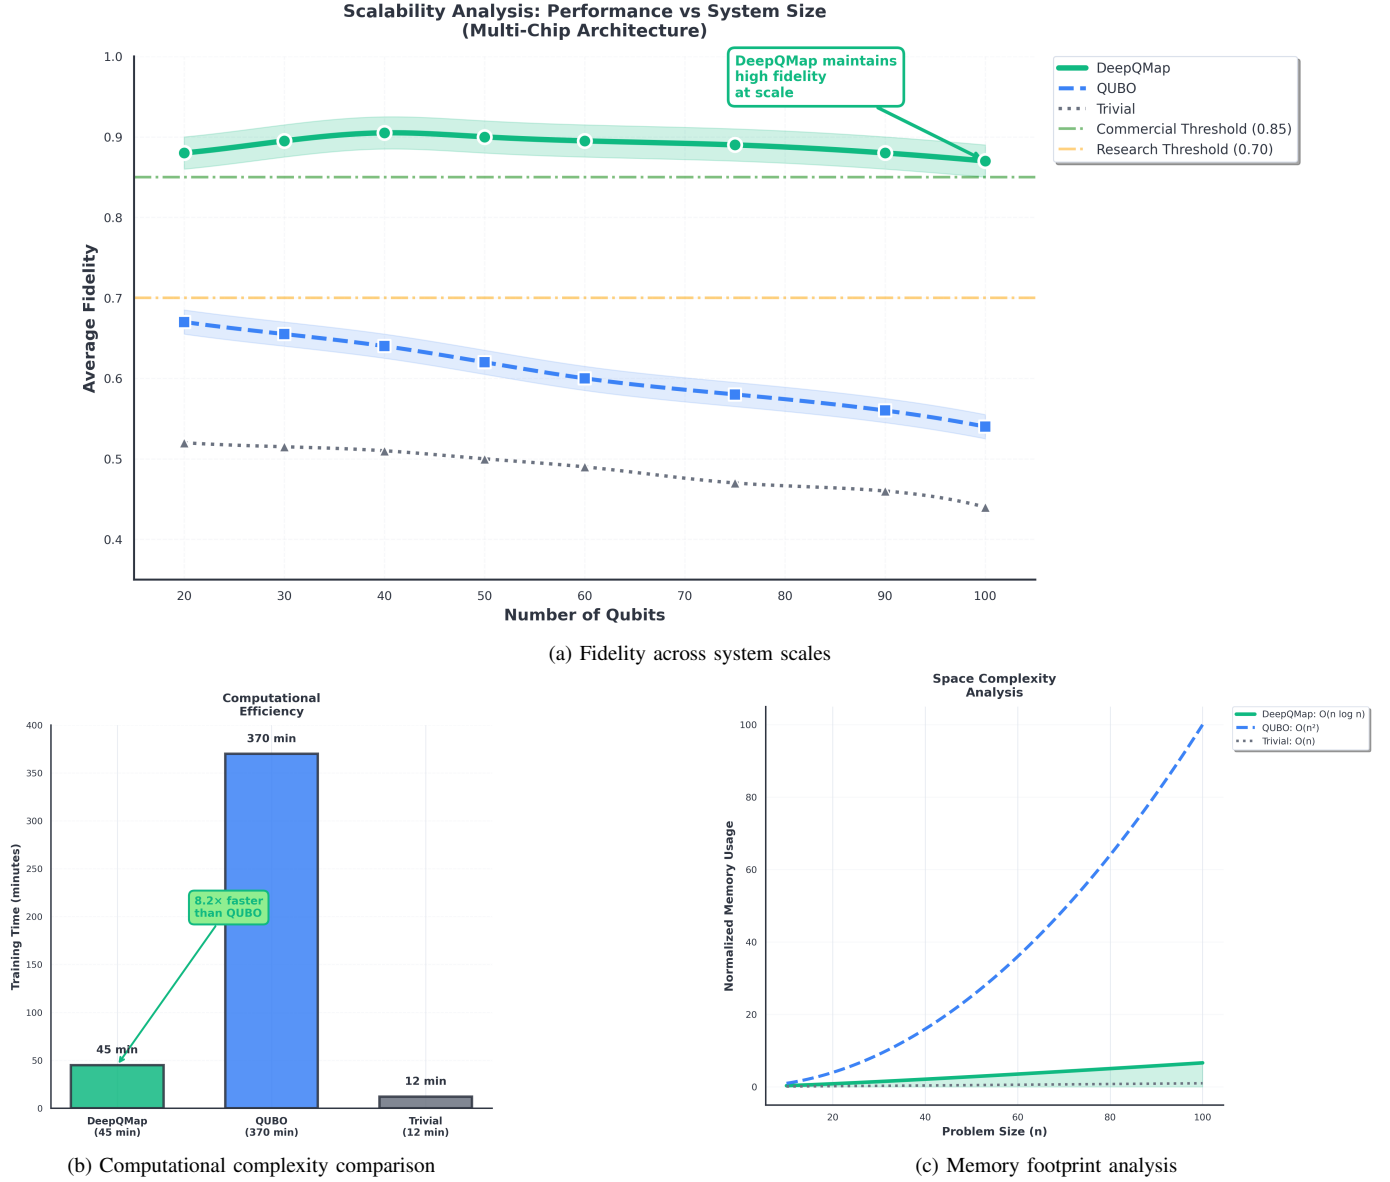 Scalability Analysis: Performance vs System Size
(Multi-Chip Architecture)
DeepQMap maintains
high fidelity
at scale
DeepQMap
QUBO
Trivial
Commercial Threshold (0.85)
Research Threshold (0.70)
Average Fidelity
1.0
0.9
0.8
0.7
0.6
0.5
0.4
20 30 40 50 60 70 80 90 100
Number of Qubits
(a) Fidelity across system scales
Computational
Efficiency
Training Time (minutes)
400
350
300
250
200
150
100
50
0
370 min
8.2× faster
than QUBO
45 min
12 min
DeepQMap
(45 min)
QUBO
(370 min)
Trivial
(12 min)
(b) Computational complexity comparison
Space Complexity
Analysis
DeepQMap: O(n log n)
QUBO: O(n²)
Trivial: O(n)
Normalized Memory Usage
100
80
60
40
20
0
20 40 60 80 100
Problem Size (n)
(c) Memory footprint analysis